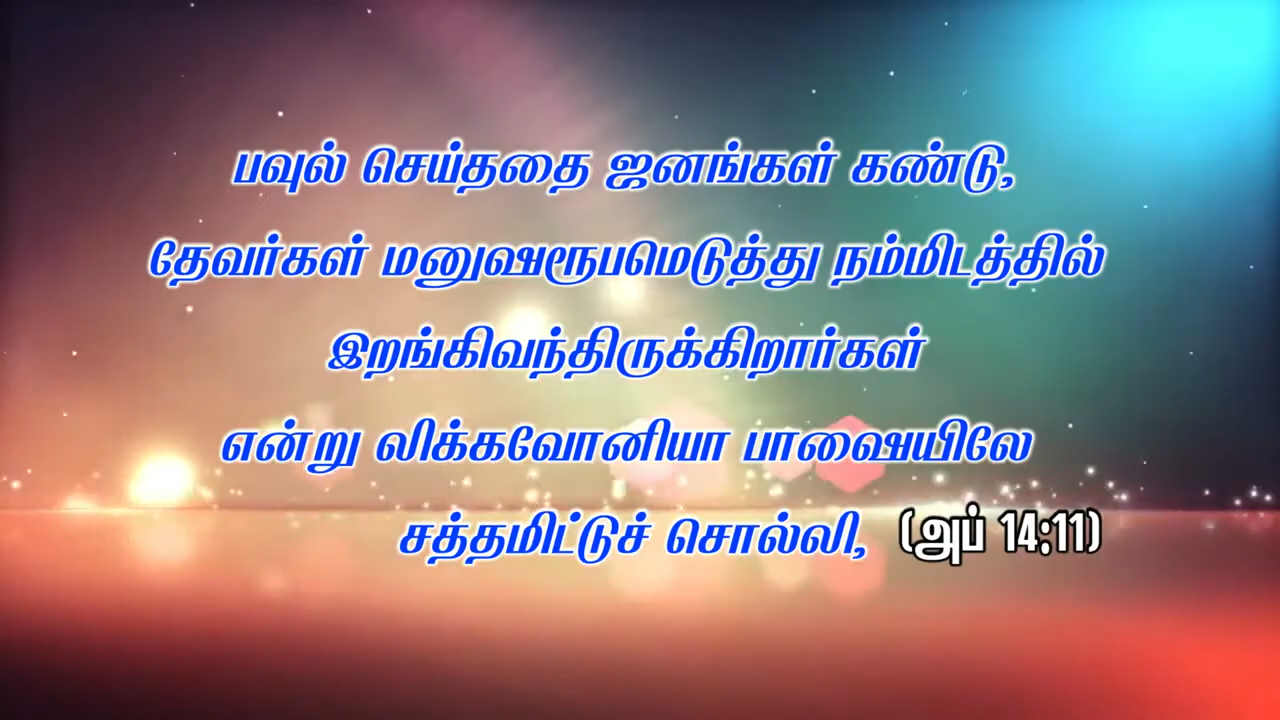 பவுல் செய்ததை ஜனங்கள் கண்டு,
தேவர்கள் மனுஷரூபமெடுத்து நம்மிடத்தில்
இறங்கிவந்திருக்கிறார்கள்
என்று லிக்கவோனியா பாஷையிலே
சத்தமிட்டுச் சொல்லி, (அப் 14:11)